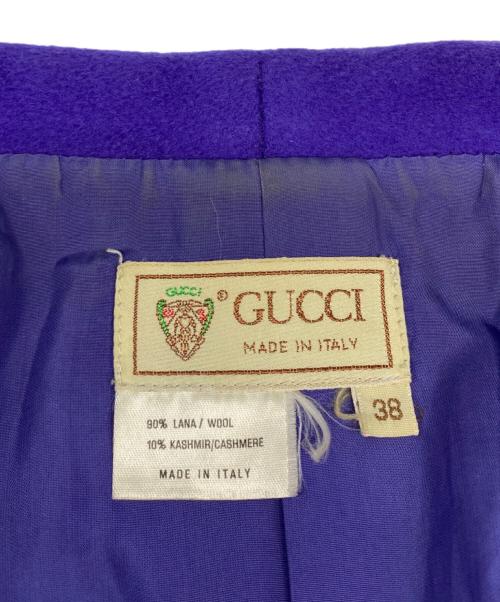 GUCCI
® GUCCI
MADE IN ITALY
38
90% LANA / WOOL
10% KASHMIR/CASHMERE
MADE IN ITALY